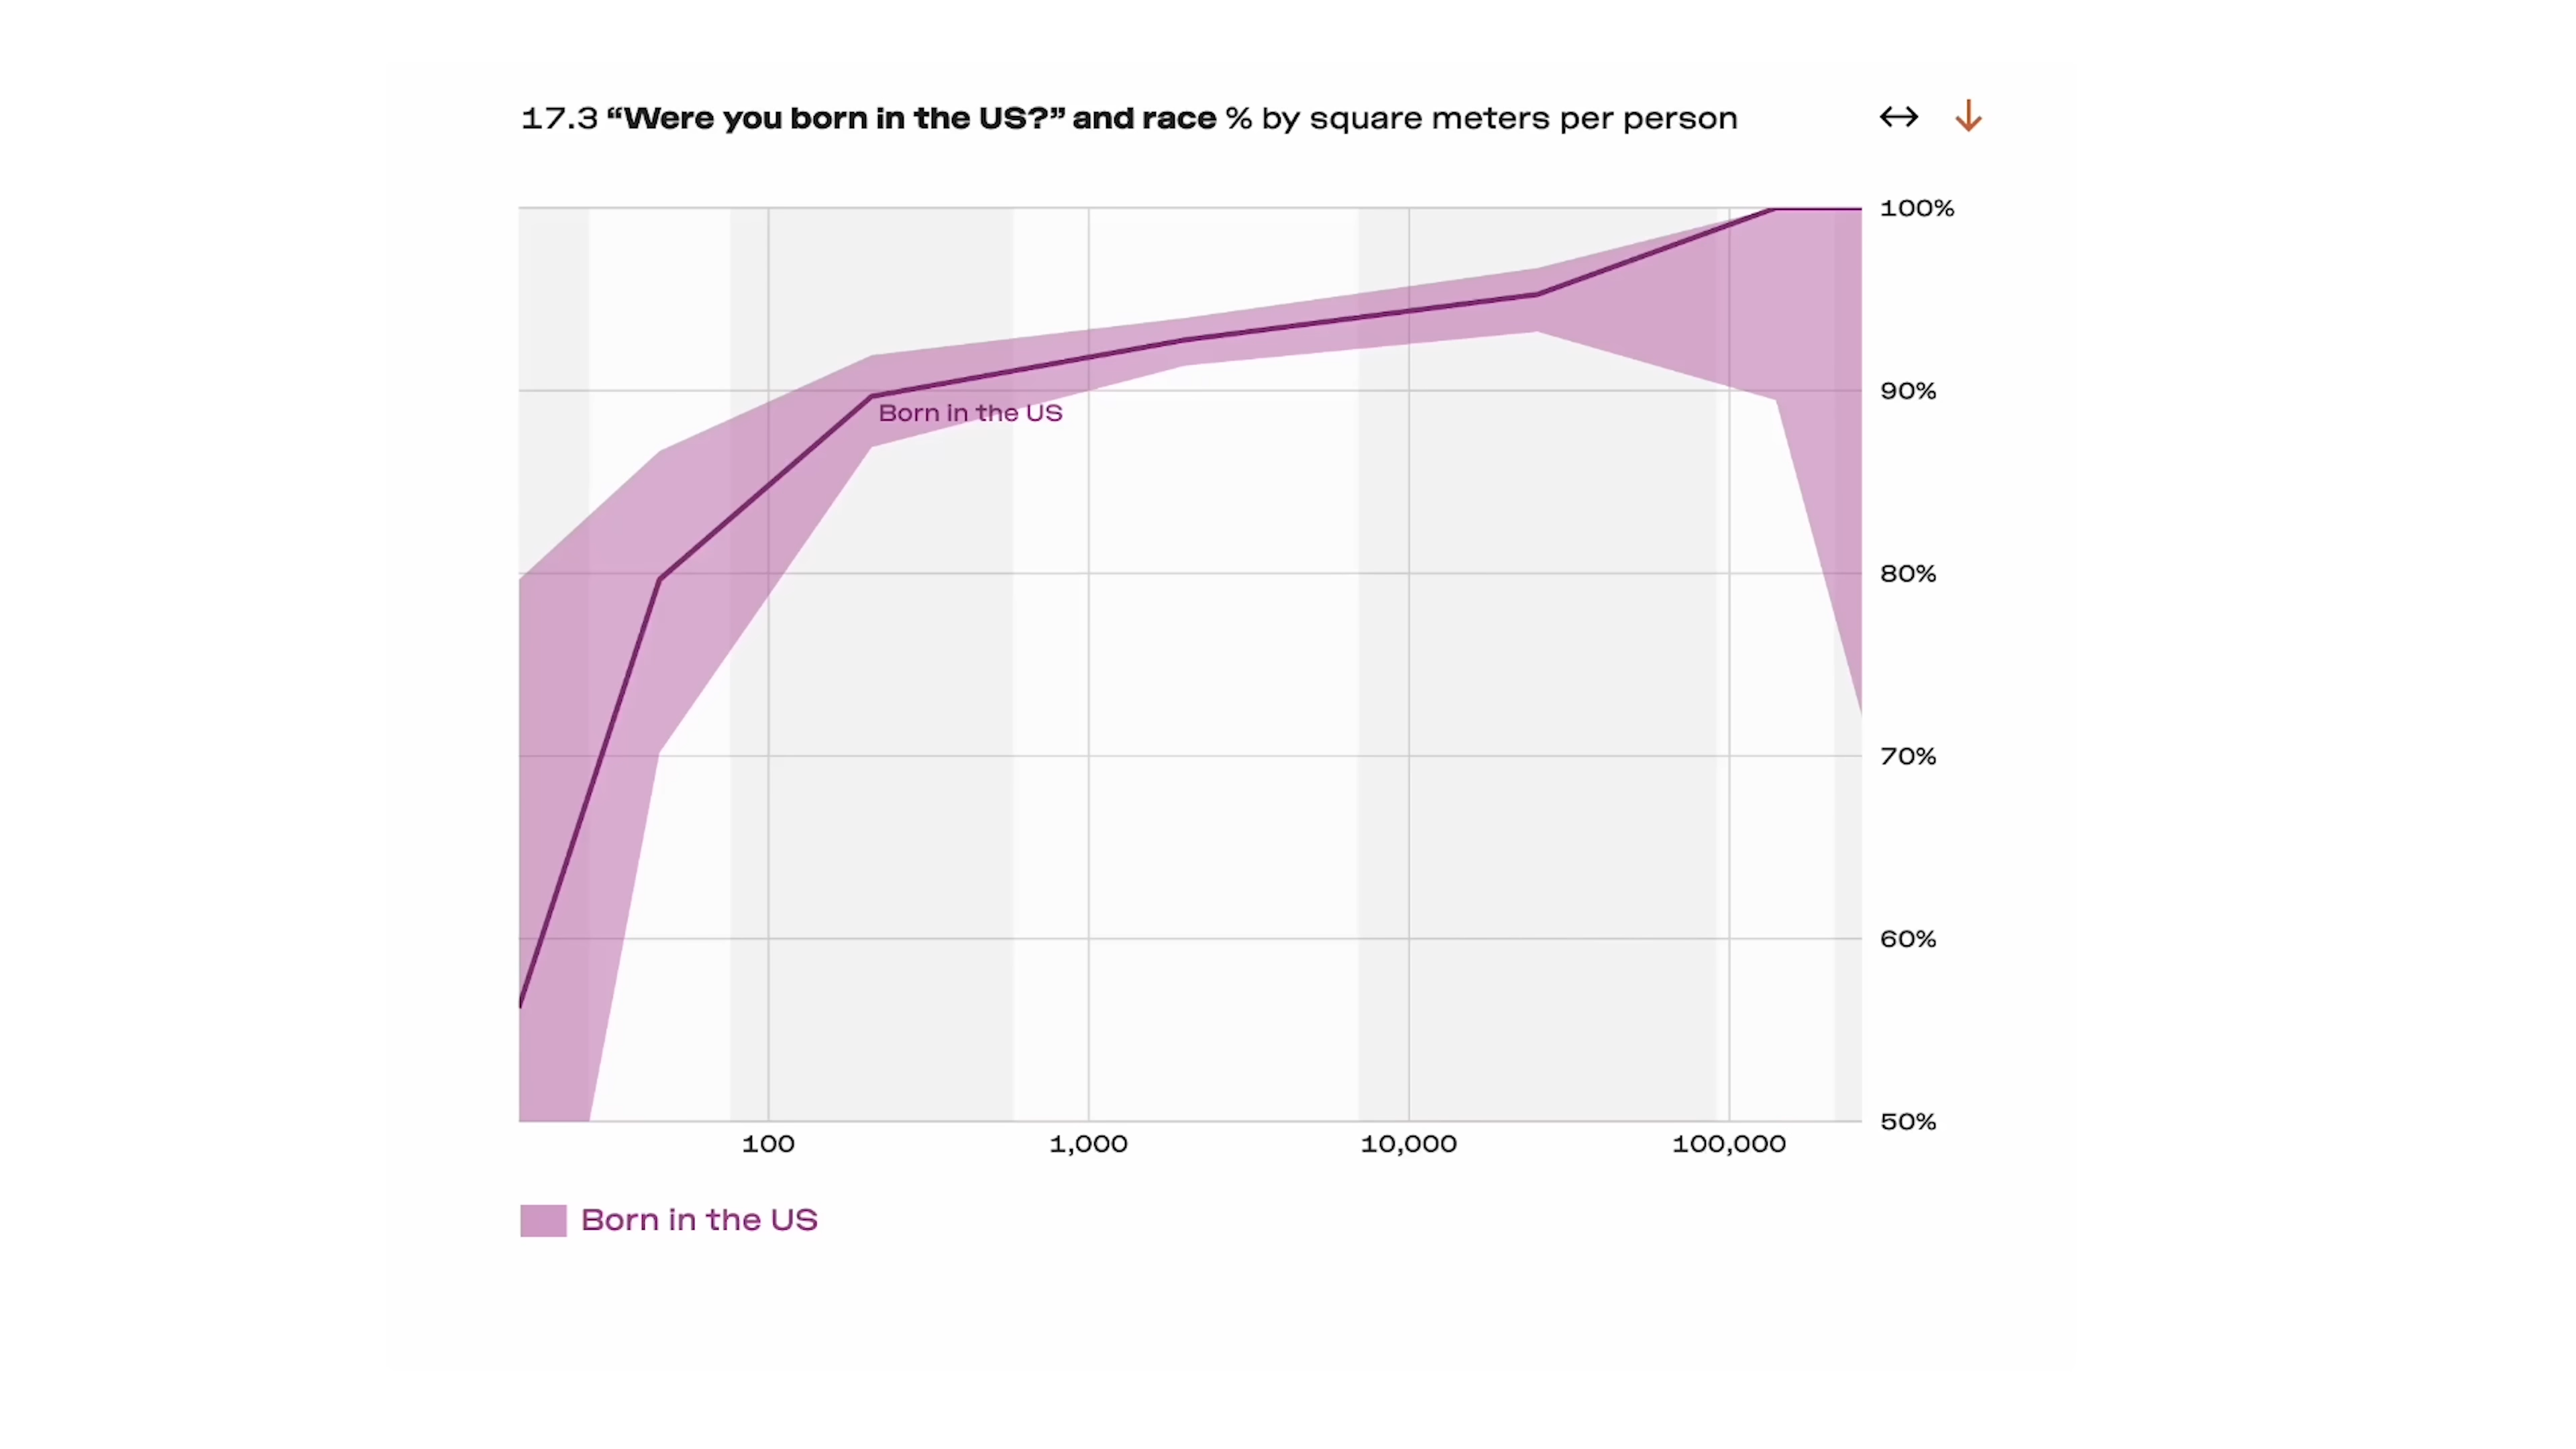 17.3 “Were you born in the US?” and race % by square meters per person
100%
90%
Born in the US
80%
70%
60%
50%
100 1,000 10,000 100,000
Born in the US